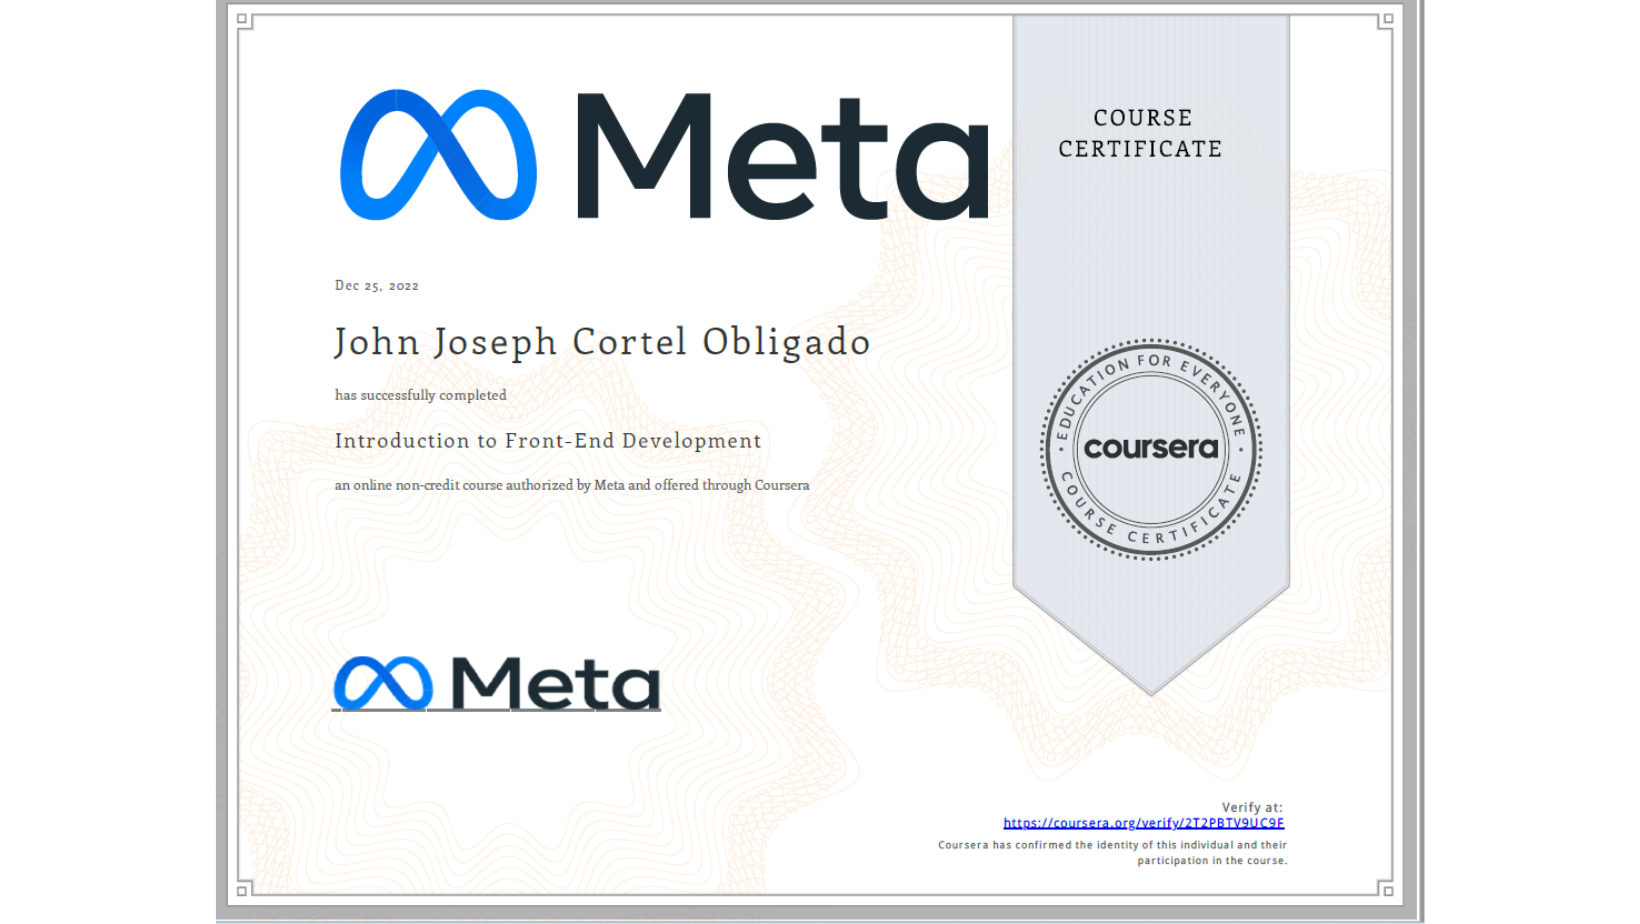 Meta
COURSE
CERTIFICATE
Dec 25, 2022
John Joseph Cortel Obligado
has successfully completed
Introduction to Front-End Development
an online non-credit course authorized by Meta and offered through Coursera
EDUCATION FOR EVERYONE
coursera
COURSE CERTIFICATE
Meta
Verify at:
https://coursera.org/verify/2T2PBTV9UC9F
Coursera has confirmed the identity of this individual and their
participation in the course.